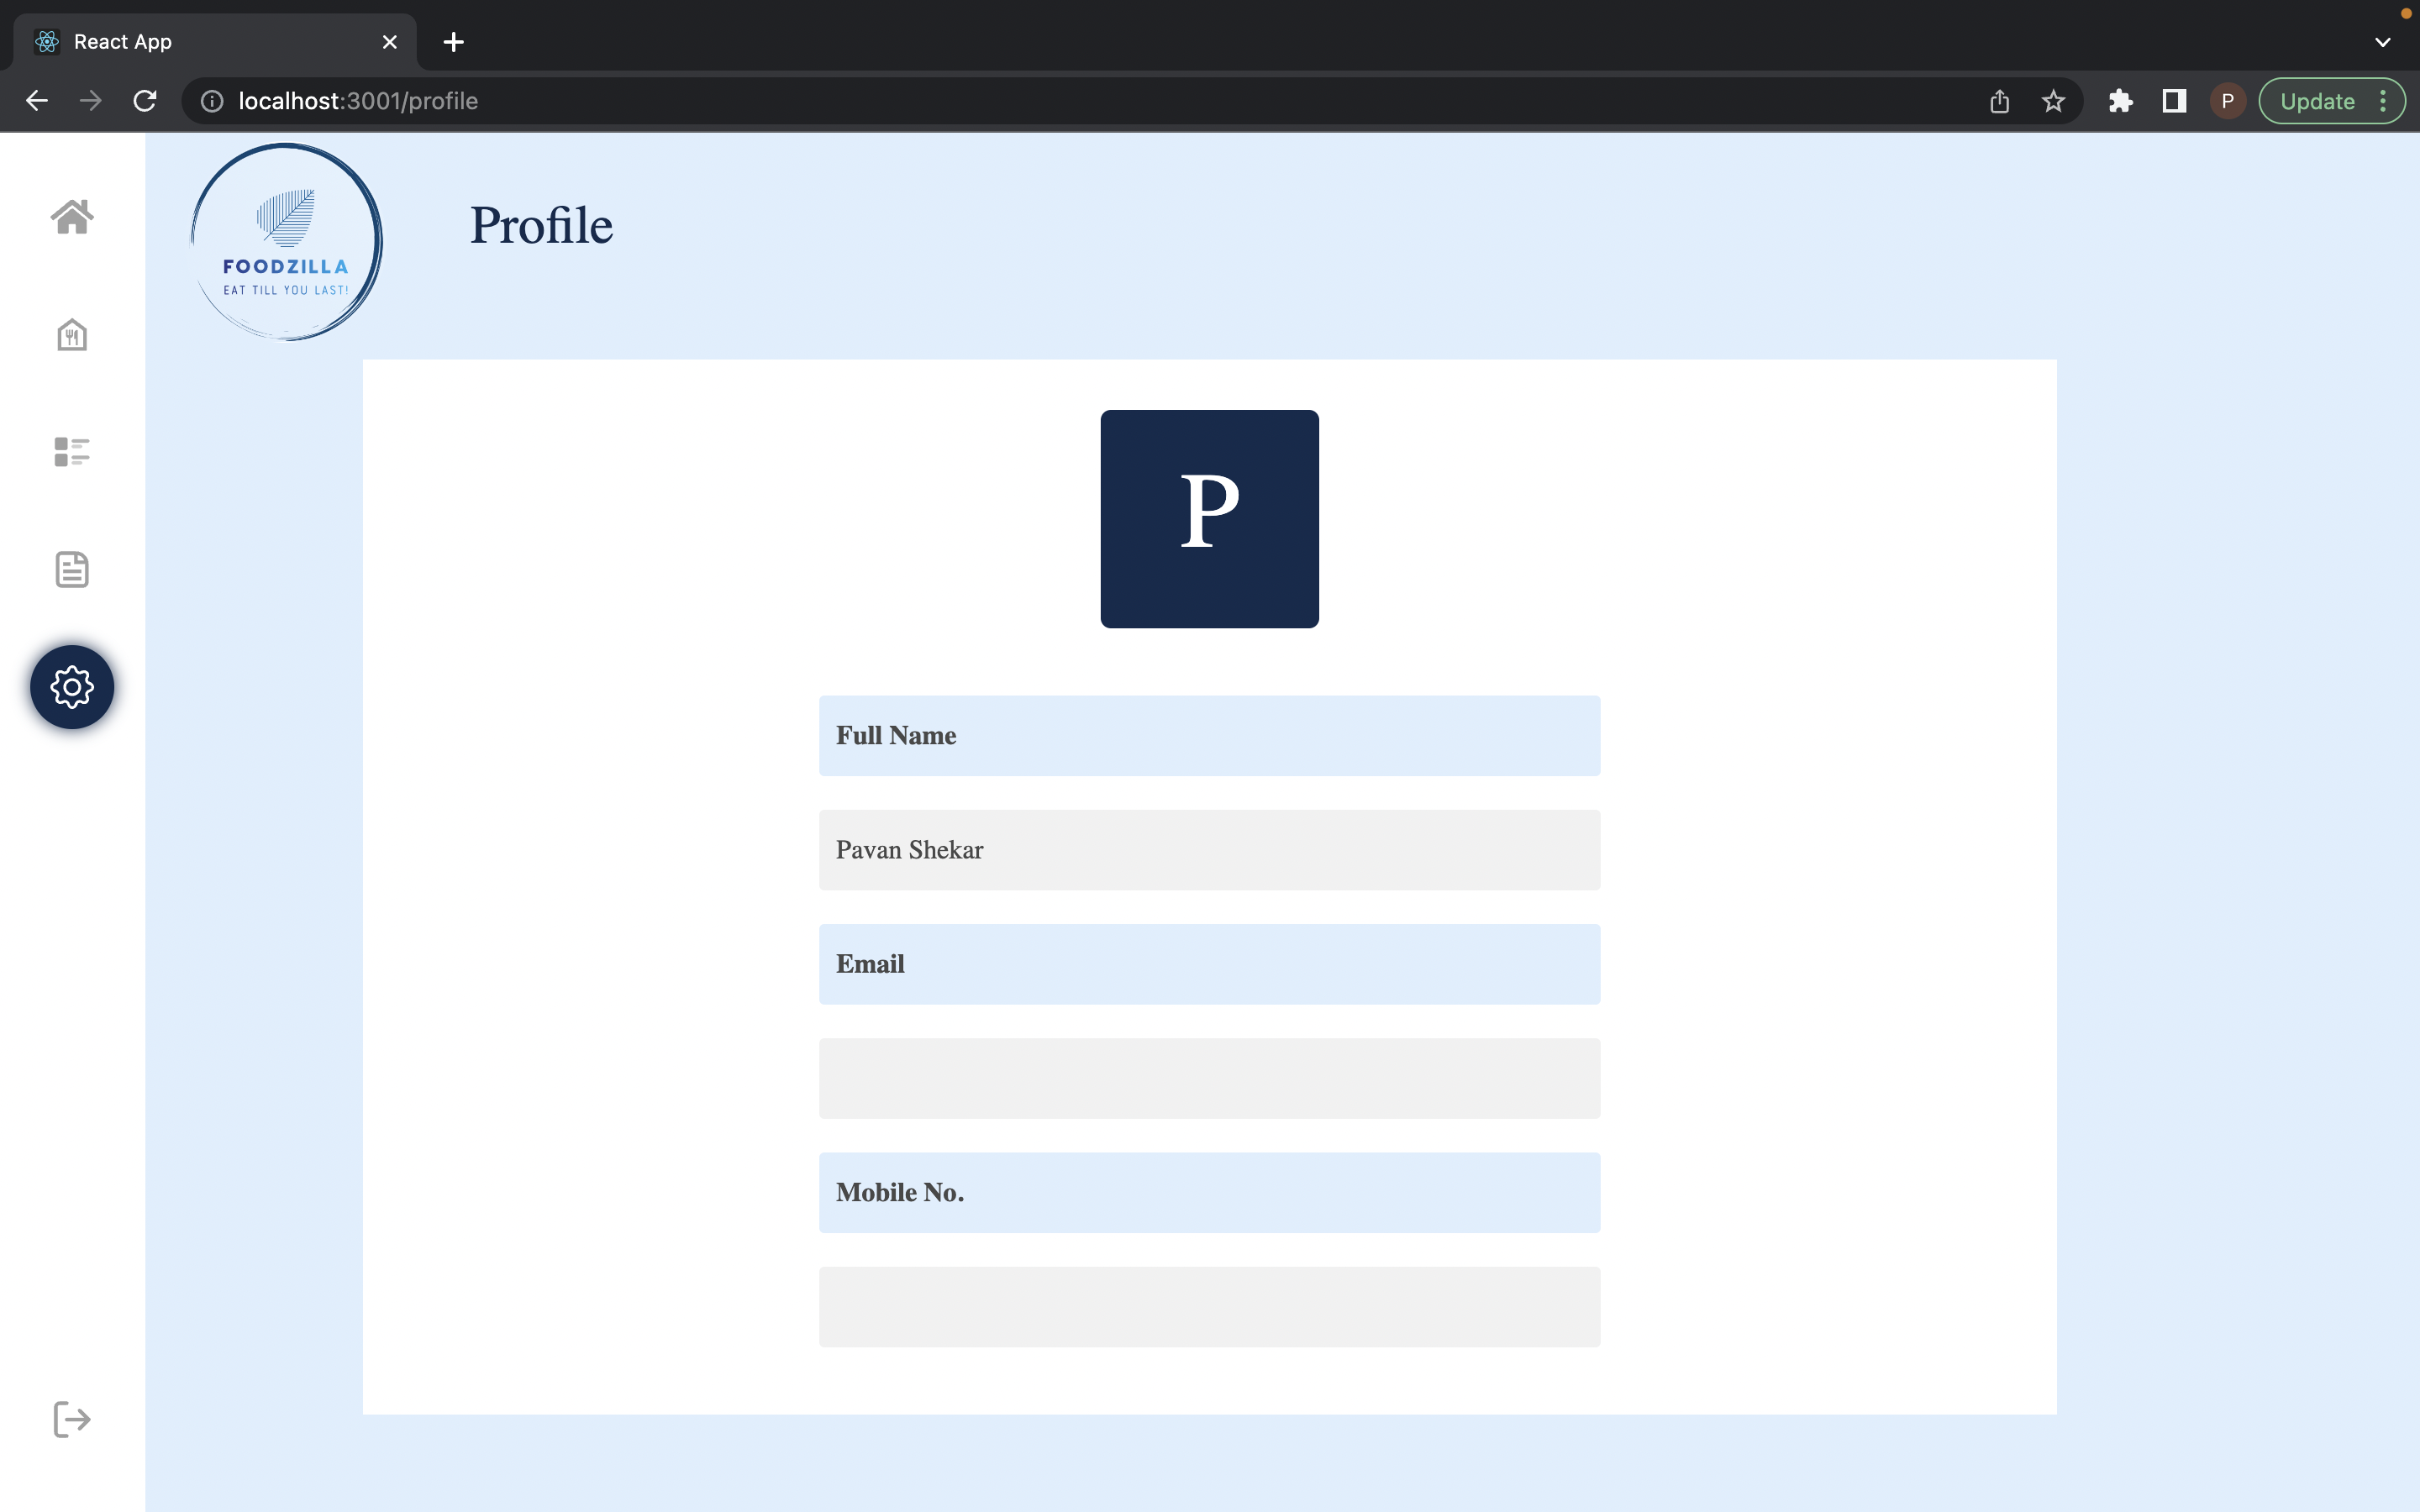 React App
localhost:3001/profile
P
Update
FOODZILLA
EAT TILL YOU LAST!
Profile
P
Full Name
Pavan Shekar
Email
Mobile No.